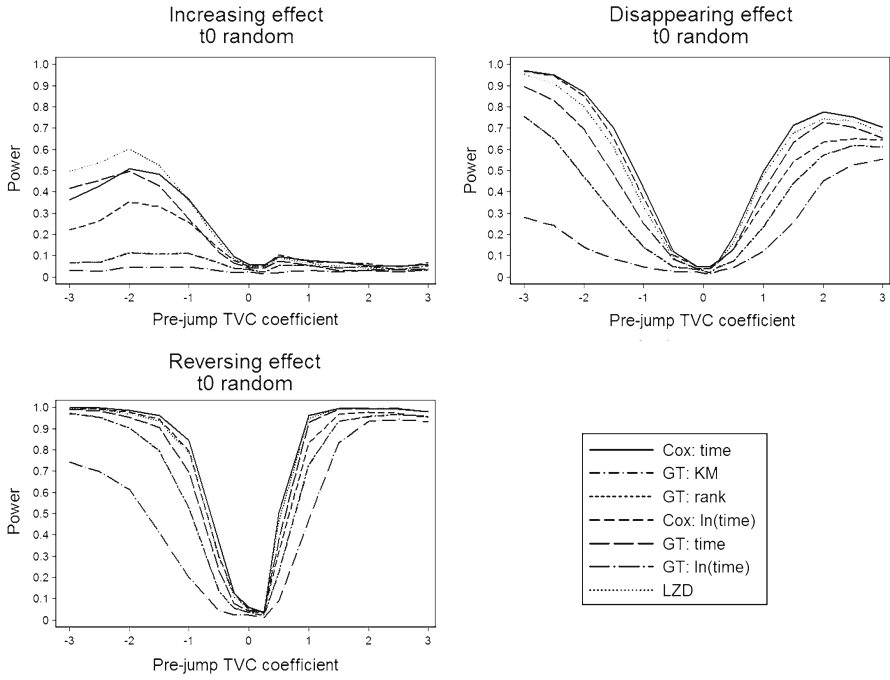 Increasing effect
t0 random
1.0
0.9
0.8
0.7
0.6
0.5
0.4
0.3
0.2
0.1
0
Power
-3 -2 -1 0 1 2 3
Pre-jump TVC coefficient
Disappearing effect
t0 random
1.0
0.9
0.8
0.7
0.6
0.5
0.4
0.3
0.2
0.1
0
Power
-3 -2 -1 0 1 2 3
Pre-jump TVC coefficient
Reversing effect
t0 random
1.0
0.9
0.8
0.7
0.6
0.5
0.4
0.3
0.2
0.1
0
Power
-3 -2 -1 0 1 2 3
Pre-jump TVC coefficient
Cox: time
GT: KM
GT: rank
Cox: ln(time)
GT: time
GT: ln(time)
LZD